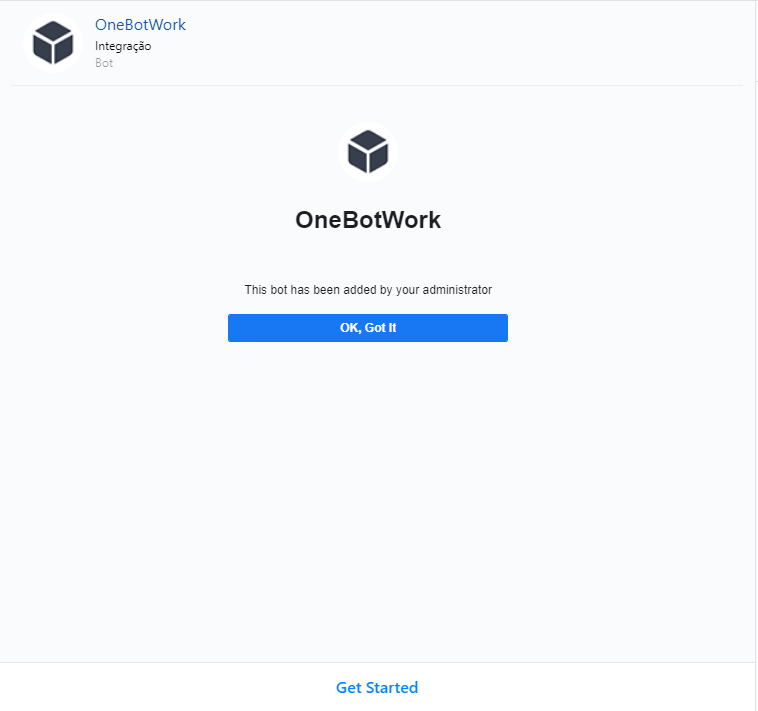 OneBotWork
Integração
Bot
OneBotWork
This bot has been added by your administrator
OK, Got It
Get Started